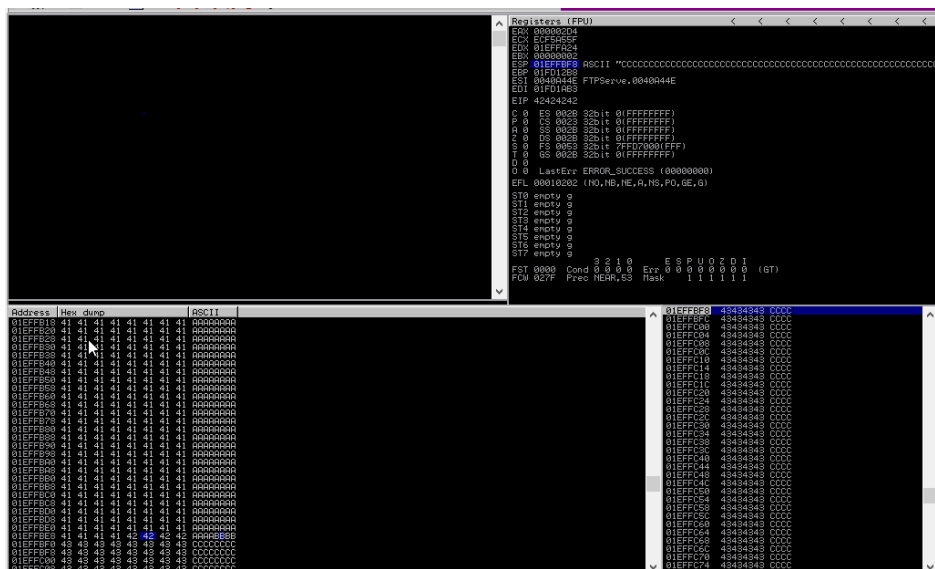 Registers (FPU) < < < < < < < <
EAX 000002D4
ECX ECF5A55F
EDX 01EFFA24
EBX 00000002
ESP 01EFFBF8 ASCII "CCCCCCCCCCCCCCCCCCCCCCCCCCCCCCCCCCCCCCCCCCCCCCCCCC
EBP 01FD12B8
ESI 0040A44E FTPServe.0040A44E
EDI 01FD1AB3
EIP 42424242
C 0 ES 002B 32bit 0(FFFFFFFF)
P 0 CS 0023 32bit 0(FFFFFFFF)
A 0 SS 002B 32bit 0(FFFFFFFF)
Z 0 DS 002B 32bit 0(FFFFFFFF)
S 0 FS 0053 32bit 7FFD7000(FFF)
T 0 GS 002B 32bit 0(FFFFFFFF)
D 0
O 0 LastErr ERROR_SUCCESS (00000000)
EFL 00010202 (NO,NB,NE,A,NS,PO,GE,G)
ST0 empty g
ST1 empty g
ST2 empty g
ST3 empty g
ST4 empty g
ST5 empty g
ST6 empty g
ST7 empty g
3 2 1 0 E S P U O Z D I
FST 0000 Cond 0 0 0 0 Err 0 0 0 0 0 0 0 0 (GT)
FCW 027F Prec NEAR,53 Mask 1 1 1 1 1 1
Address Hex dump ASCII
01EFFB18 41 41 41 41 41 41 41 41 AAAAAAAA
01EFFB20 41 41 41 41 41 41 41 41 AAAAAAAA
01EFFB28 41 41 41 41 41 41 41 41 AAAAAAAA
01EFFB30 41 41 41 41 41 41 41 AAAAAAAA
01EFFB38 41 41 41 41 41 41 41 41 AAAAAAAA
01EFFB40 41 41 41 41 41 41 41 41 AAAAAAAA
01EFFB48 41 41 41 41 41 41 41 41 AAAAAAAA
01EFFB50 41 41 41 41 41 41 41 41 AAAAAAAA
01EFFB58 41 41 41 41 41 41 41 41 AAAAAAAA
01EFFB60 41 41 41 41 41 41 41 41 AAAAAAAA
01EFFB68 41 41 41 41 41 41 41 41 AAAAAAAA
01EFFB70 41 41 41 41 41 41 41 41 AAAAAAAA
01EFFB78 41 41 41 41 41 41 41 41 AAAAAAAA
01EFFB80 41 41 41 41 41 41 41 41 AAAAAAAA
01EFFB88 41 41 41 41 41 41 41 41 AAAAAAAA
01EFFB90 41 41 41 41 41 41 41 41 AAAAAAAA
01EFFB98 41 41 41 41 41 41 41 41 AAAAAAAA
01EFFBA0 41 41 41 41 41 41 41 41 AAAAAAAA
01EFFBA8 41 41 41 41 41 41 41 41 AAAAAAAA
01EFFBB0 41 41 41 41 41 41 41 41 AAAAAAAA
01EFFBB8 41 41 41 41 41 41 41 41 AAAAAAAA
01EFFBC0 41 41 41 41 41 41 41 41 AAAAAAAA
01EFFBC8 41 41 41 41 41 41 41 41 AAAAAAAA
01EFFBD0 41 41 41 41 41 41 41 41 AAAAAAAA
01EFFBD8 41 41 41 41 41 41 41 41 AAAAAAAA
01EFFBE0 41 41 41 41 41 41 41 41 AAAAAAAA
01EFFBE8 41 41 41 41 42 42 42 42 AAAABBBB
01EFFBF0 43 43 43 43 43 43 43 43 CCCCCCCC
01EFFBF8 43 43 43 43 43 43 43 43 CCCCCCCC
01EFFC00 43 43 43 43 43 43 43 43 CCCCCCCC
01EFFC08 43 43 43 43 43 43 43 43 CCCCCCCC
01EFFBF8 43434343 CCCC
01EFFBFC 43434343 CCCC
01EFFC00 43434343 CCCC
01EFFC04 43434343 CCCC
01EFFC08 43434343 CCCC
01EFFC0C 43434343 CCCC
01EFFC10 43434343 CCCC
01EFFC14 43434343 CCCC
01EFFC18 43434343 CCCC
01EFFC1C 43434343 CCCC
01EFFC20 43434343 CCCC
01EFFC24 43434343 CCCC
01EFFC28 43434343 CCCC
01EFFC2C 43434343 CCCC
01EFFC30 43434343 CCCC
01EFFC34 43434343 CCCC
01EFFC38 43434343 CCCC
01EFFC3C 43434343 CCCC
01EFFC40 43434343 CCCC
01EFFC44 43434343 CCCC
01EFFC48 43434343 CCCC
01EFFC4C 43434343 CCCC
01EFFC50 43434343 CCCC
01EFFC54 43434343 CCCC
01EFFC58 43434343 CCCC
01EFFC5C 43434343 CCCC
01EFFC60 43434343 CCCC
01EFFC64 43434343 CCCC
01EFFC68 43434343 CCCC
01EFFC6C 43434343 CCCC
01EFFC70 43434343 CCCC
01EFFC74 43434343 CCCC